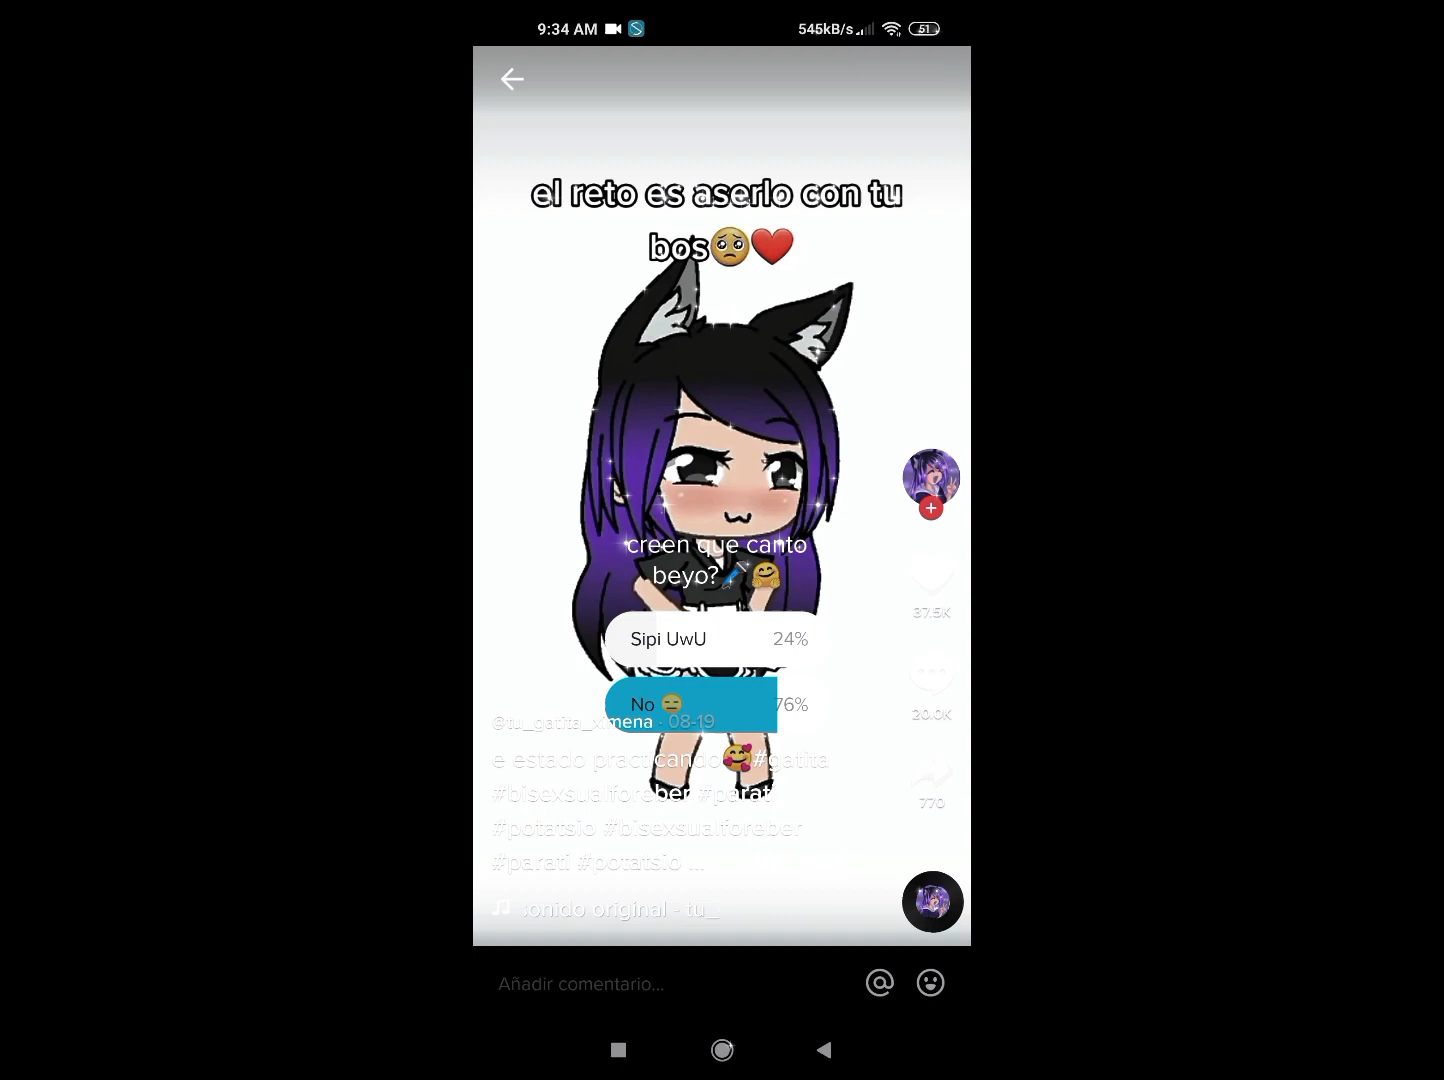 9:34 AM
545kB/s
51
el reto es aserlo con tu
bos🥺❤️
creen que canto
beyo?🎤🤗
Sipi UwU 24%
No 😑 76%
@tu_gatita_ximena · 08-19
e estado practicando🥰#gatita
#bisexsualforeber #parati
#potatsio #bisexsualforeber
#parati #potatsio ...
sonido original - tu_
37.5K
20.0K
770
Añadir comentario...